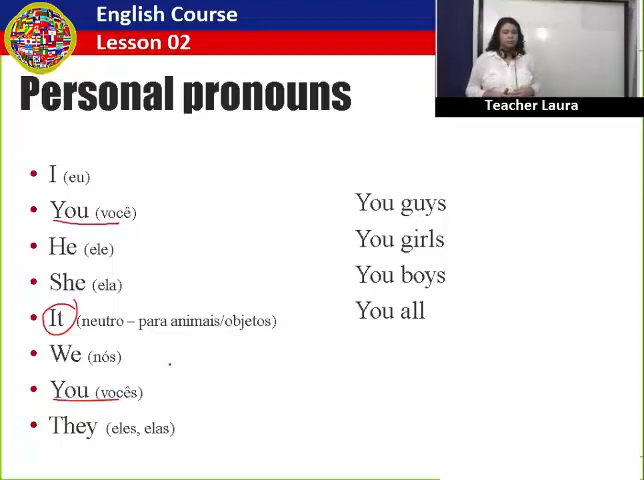 English Course
Lesson 02
Teacher Laura
Personal pronouns
• I (eu)
• You (você)
• He (ele)
• She (ela)
• It (neutro – para animais/objetos)
• We (nós)
• You (vocês)
• They (eles, elas)
You guys
You girls
You boys
You all